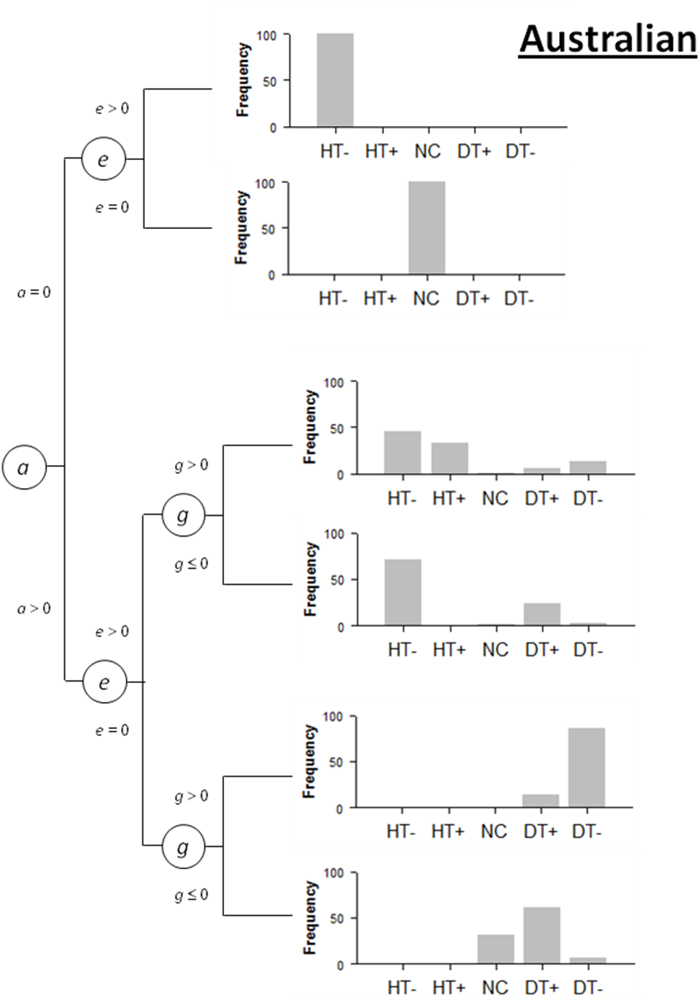 Australian
100
50
0
Frequency
HT- HT+ NC DT+ DT-
e > 0
e
e = 0
100
50
0
Frequency
HT- HT+ NC DT+ DT-
a = 0
a
a > 0
100
50
0
Frequency
HT- HT+ NC DT+ DT-
g > 0
g
g ≤ 0
100
50
0
Frequency
HT- HT+ NC DT+ DT-
e > 0
e
e = 0
100
50
0
Frequency
HT- HT+ NC DT+ DT-
g > 0
g
g ≤ 0
100
50
0
Frequency
HT- HT+ NC DT+ DT-